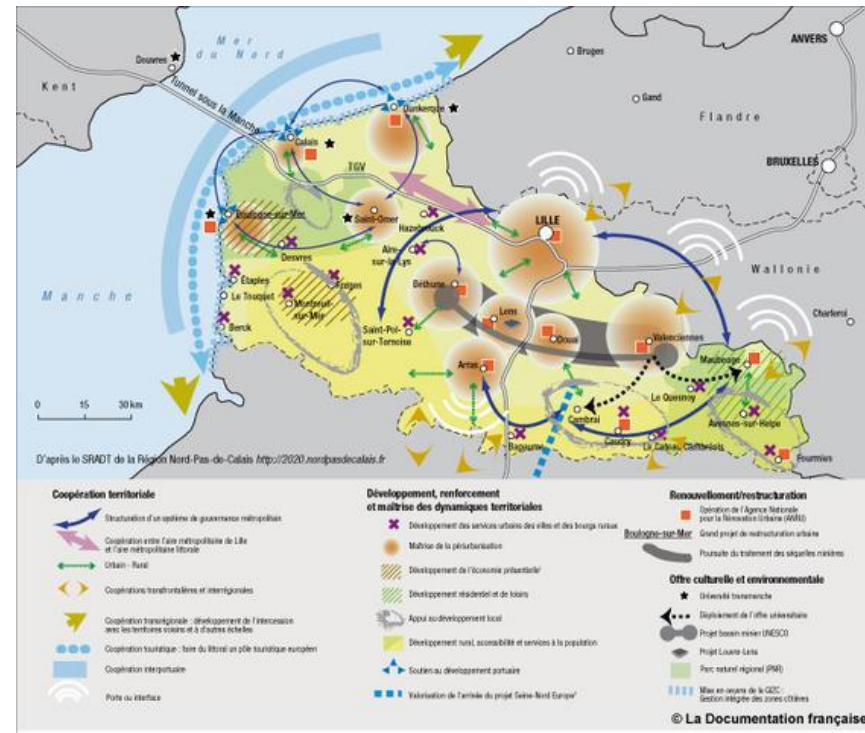 Mer
du Nord
Douvres
Kent
Tunnel sous la Manche
Bruges
ANVERS
Gand
Flandre
BRUXELLES
Dunkerque
Calais
TGV
Boulogne-sur-Mer
Saint-Omer
Hazebrouck
LILLE
Desvres
Aire-
sur-la-Lys
Wallonie
Manche
Étaples
Le Touquet
Fruges
Montreuil-
sur-Mer
Berck
Béthune
Lens
Douai
Valenciennes
Charleroi
Saint-Pol
sur-Ternoise
Arras
Maubeuge
Le Quesnoy
Cambrai
Avesnes-sur-Helpe
Bapaume
Caudry
Le Cateau-Cambrésis
Fourmies
0 15 30 km
D'après le SRADT de la Région Nord-Pas-de-Calais http://2020.nordpasdecalais.fr
Coopération territoriale
Structuration d'un système de gouvernance métropolitain
Coopération entre l'aire métropolitaine de Lille
et l'aire métropolitaine littorale
Urbain - Rural
Coopérations transfrontalières et interrégionales
Coopération transrégionale : développement de l'intercession
avec les territoires voisins et à d'autres échelles
Coopération touristique : faire du littoral un pôle touristique européen
Coopération interportuaire
Porte ou interface
Développement, renforcement
et maîtrise des dynamiques territoriales
Développement des services urbains des villes et des bourgs ruraux
Maîtrise de la périurbanisation
Développement de l'économie présentielle¹
Développement résidentiel et de loisirs
Appui au développement local
Développement rural, accessibilité et services à la population
Soutien au développement portuaire
Valorisation de l'arrivée du projet Seine-Nord Europe²
Renouvellement/restructuration
Opération de l'Agence Nationale
pour la Rénovation Urbaine (ANRU)
Boulogne-sur-Mer Grand projet de restructuration urbaine
Poursuite du traitement des séquelles minières
Offre culturelle et environnementale
Université transmanche
Déploiement de l'offre universitaire
Projet bassin minier UNESCO
Projet Louvre-Lens
Parc naturel régional (PNR)
Mise en oeuvre de la GIZC :
Gestion intégrée des zones côtières
© La Documentation française